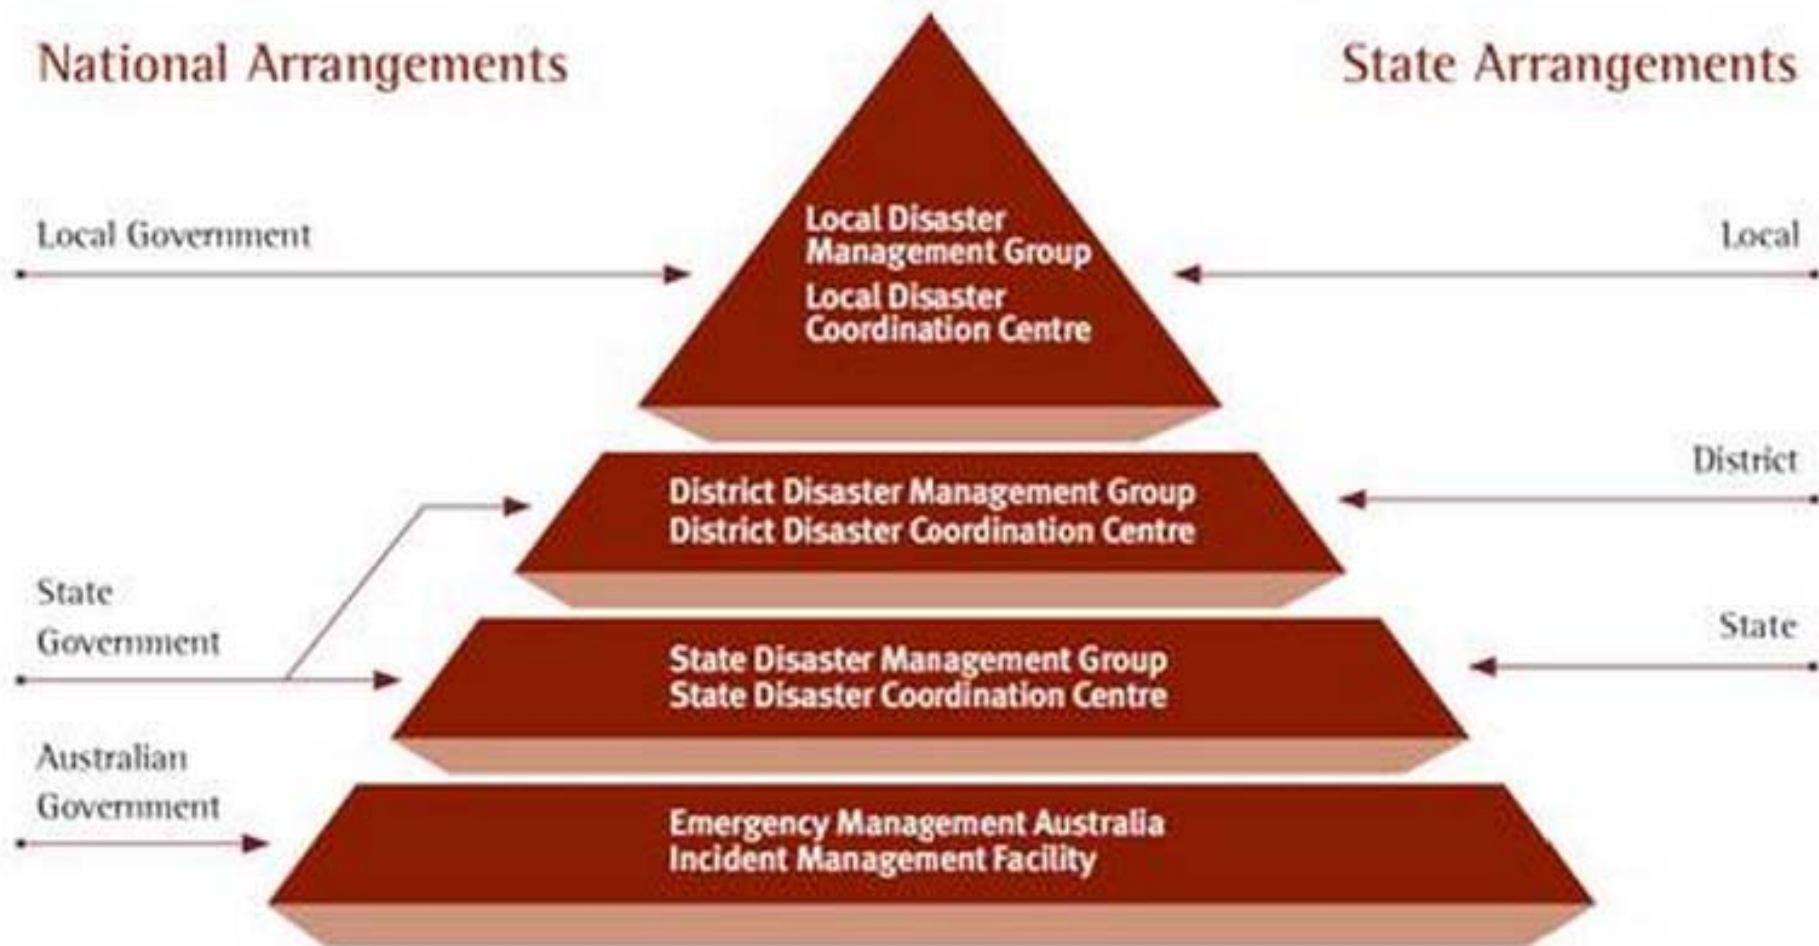 National Arrangements
State Arrangements
Local Government
Local Disaster
Management Group
Local Disaster
Coordination Centre
Local
District Disaster Management Group
District Disaster Coordination Centre
District
State
Government
State Disaster Management Group
State Disaster Coordination Centre
State
Australian
Government
Emergency Management Australia
Incident Management Facility